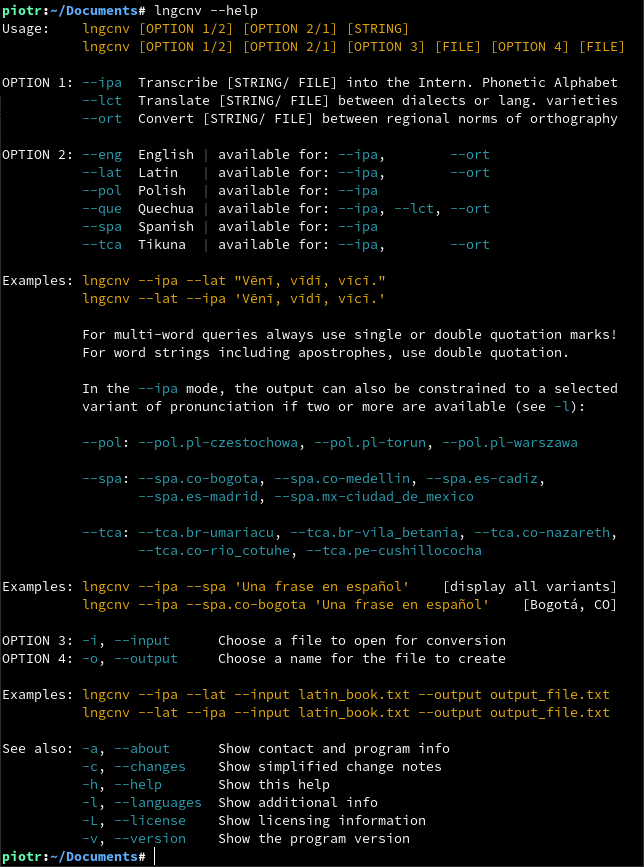 piotr:~/Documents# lngcnv --help
Usage:    lngcnv [OPTION 1/2] [OPTION 2/1] [STRING]
          lngcnv [OPTION 1/2] [OPTION 2/1] [OPTION 3] [FILE] [OPTION 4] [FILE]

OPTION 1: --ipa  Transcribe [STRING/ FILE] into the Intern. Phonetic Alphabet
          --lct  Translate [STRING/ FILE] between dialects or lang. varieties
          --ort  Convert [STRING/ FILE] between regional norms of orthography

OPTION 2: --eng  English | available for: --ipa,        --ort
          --lat  Latin   | available for: --ipa,        --ort
          --pol  Polish  | available for: --ipa
          --que  Quechua | available for: --ipa, --lct, --ort
          --spa  Spanish | available for: --ipa
          --tca  Tikuna  | available for: --ipa,        --ort

Examples: lngcnv --ipa --lat "Vēnī, vīdī, vīcī."
          lngcnv --lat --ipa 'Vēnī, vīdī, vīcī.'

          For multi-word queries always use single or double quotation marks!
          For word strings including apostrophes, use double quotation.

          In the --ipa mode, the output can also be constrained to a selected
          variant of pronunciation if two or more are available (see -l):

          --pol: --pol.pl-czestochowa, --pol.pl-torun, --pol.pl-warszawa

          --spa: --spa.co-bogota, --spa.co-medellin, --spa.es-cadiz,
                 --spa.es-madrid, --spa.mx-ciudad_de_mexico

          --tca: --tca.br-umariacu, --tca.br-vila_betania, --tca.co-nazareth,
                 --tca.co-rio_cotuhe, --tca.pe-cushillococha

Examples: lngcnv --ipa --spa 'Una frase en español'    [display all variants]
          lngcnv --ipa --spa.co-bogota 'Una frase en español'    [Bogotá, CO]

OPTION 3: -i, --input      Choose a file to open for conversion
OPTION 4: -o, --output     Choose a name for the file to create

Examples: lngcnv --ipa --lat --input latin_book.txt --output output_file.txt
          lngcnv --lat --ipa --input latin_book.txt --output output_file.txt

See also: -a, --about      Show contact and program info
          -c, --changes    Show simplified change notes
          -h, --help       Show this help
          -l, --languages  Show additional info
          -L, --license    Show licensing information
          -v, --version    Show the program version
piotr:~/Documents#